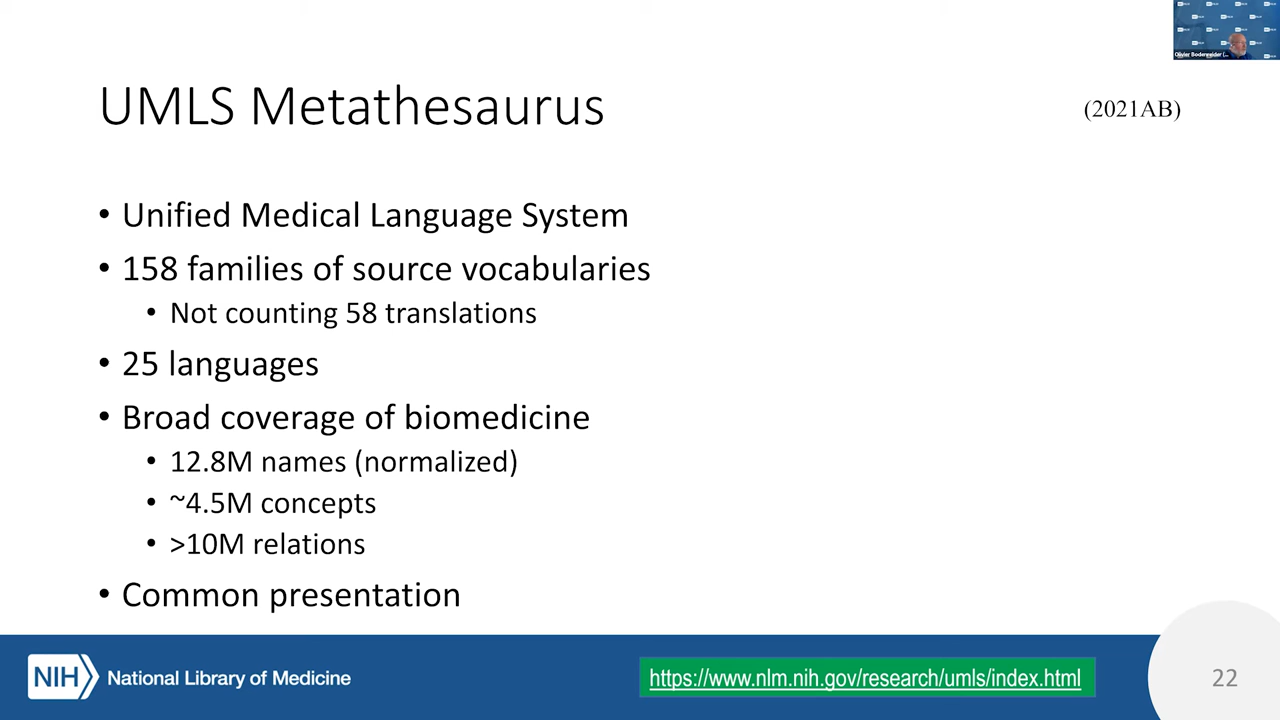 Olivier Bodenreider (...
UMLS Metathesaurus
(2021AB)
• Unified Medical Language System
• 158 families of source vocabularies
• Not counting 58 translations
• 25 languages
• Broad coverage of biomedicine
• 12.8M names (normalized)
• ~4.5M concepts
• >10M relations
• Common presentation
NIH National Library of Medicine
https://www.nlm.nih.gov/research/umls/index.html
22